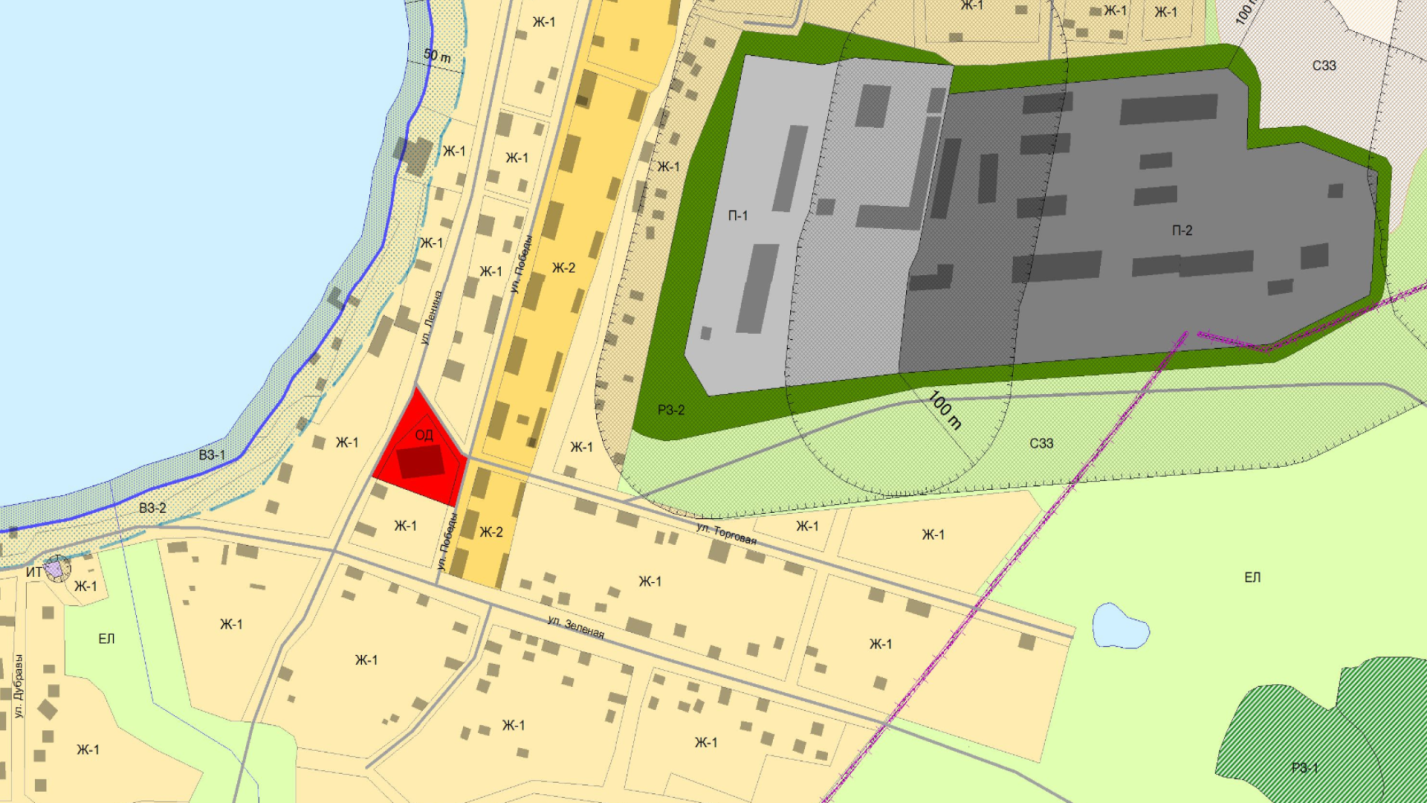 Ж-1
Ж-1
Ж-1
Ж-1
100 m
50 m
СЗЗ
Ж-1
Ж-1
Ж-1
П-1
П-2
Ж-1
Ж-1
ул. Победы
Ж-2
ул. Ленина
100 m
РЗ-2
ОД
Ж-1
Ж-1
СЗЗ
ВЗ-1
ВЗ-2
Ж-1
ул. Победы
Ж-2
ул. Торговая
Ж-1
Ж-1
ИТ
Ж-1
Ж-1
ЕЛ
ул. Зеленая
Ж-1
ЕЛ
Ж-1
Ж-1
ул. Дубравы
Ж-1
Ж-1
Ж-1
РЗ-1